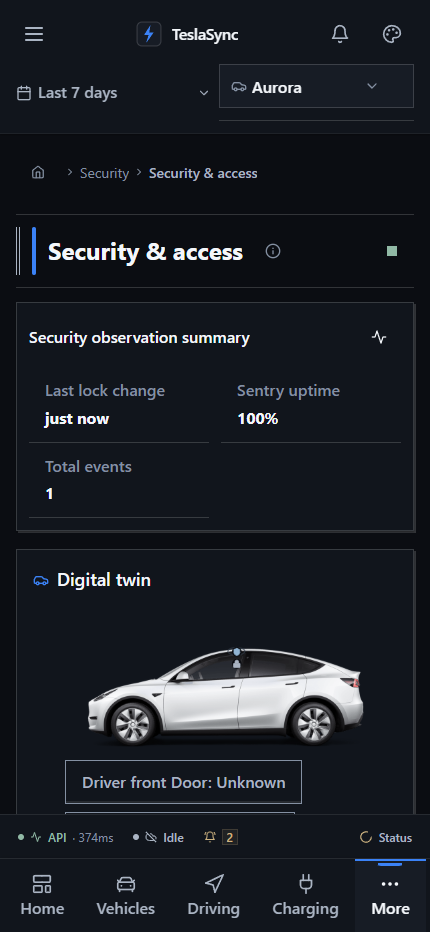 TeslaSync
Last 7 days
Aurora
Security
Security & access
Security & access
Security observation summary
Last lock change
just now
Sentry uptime
100%
Total events
1
Digital twin
Driver front Door: Unknown
API · 374ms
Idle
2
Status
Home
Vehicles
Driving
Charging
More